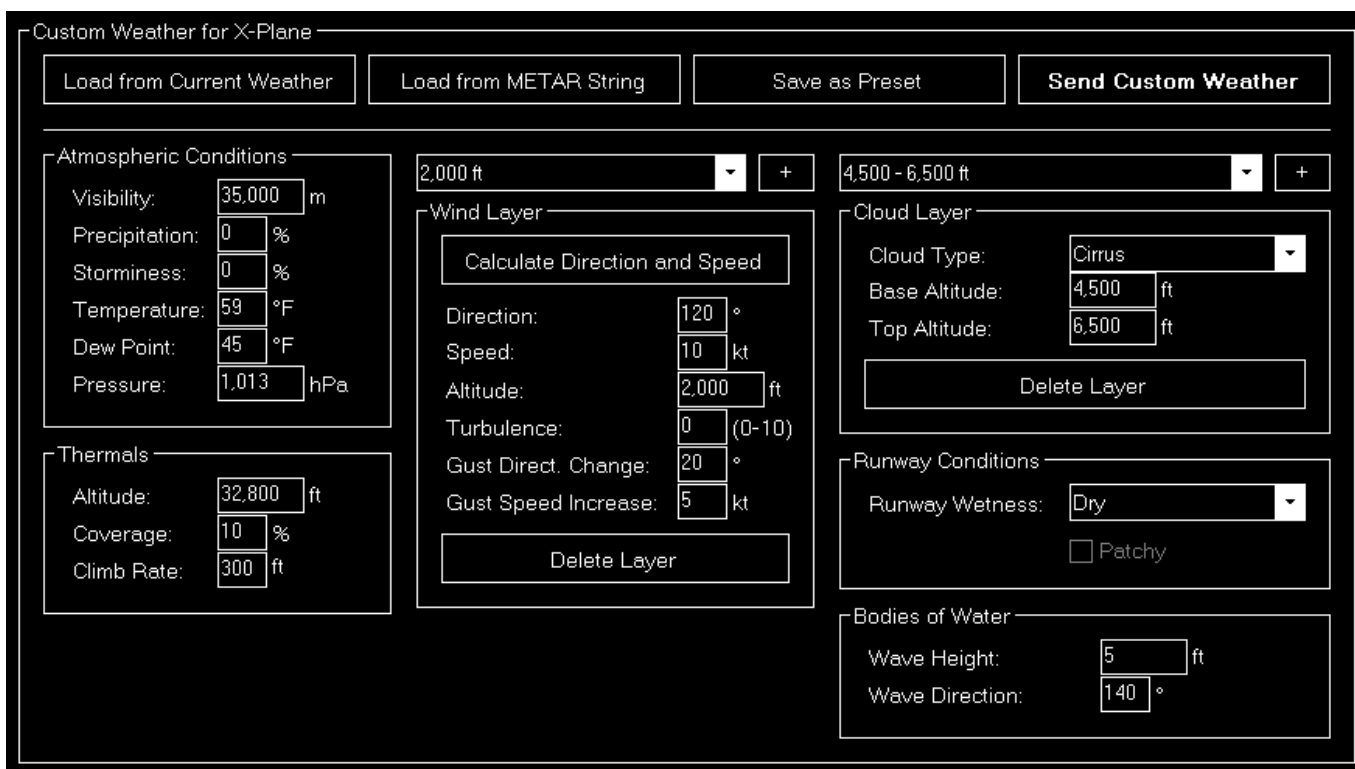 Custom Weather for X-Plane
Load from Current Weather
Load from METAR String
Save as Preset
Send Custom Weather
Atmospheric Conditions
Visibility: 35,000 m
Precipitation: 0 %
Storminess: 0 %
Temperature: 59 °F
Dew Point: 45 °F
Pressure: 1,013 hPa
Thermals
Altitude: 32,800 ft
Coverage: 10 %
Climb Rate: 300 ft
2,000 ft +
Wind Layer
Calculate Direction and Speed
Direction: 120 °
Speed: 10 kt
Altitude: 2,000 ft
Turbulence: 0 (0-10)
Gust Direct. Change: 20 °
Gust Speed Increase: 5 kt
Delete Layer
4,500 - 6,500 ft +
Cloud Layer
Cloud Type: Cirrus
Base Altitude: 4,500 ft
Top Altitude: 6,500 ft
Delete Layer
Runway Conditions
Runway Wetness: Dry
Patchy
Bodies of Water
Wave Height: 5 ft
Wave Direction: 140 °